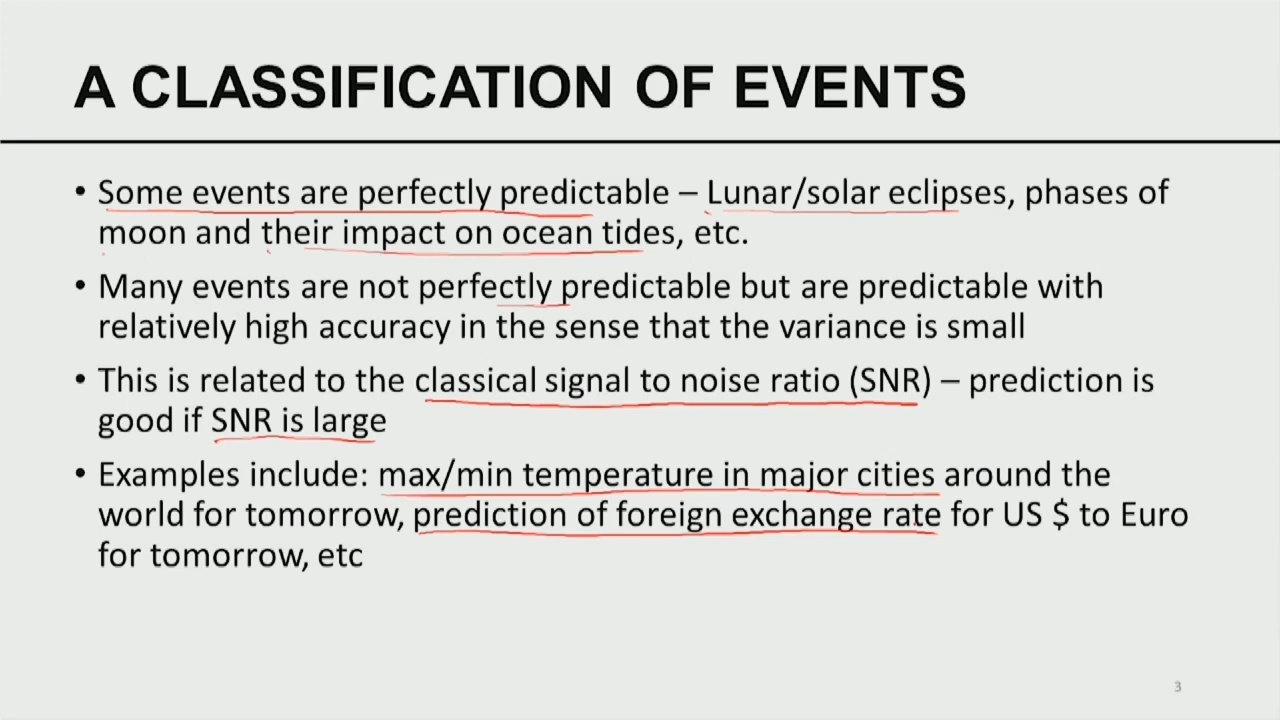 A CLASSIFICATION OF EVENTS
• Some events are perfectly predictable – Lunar/solar eclipses, phases of
moon and their impact on ocean tides, etc.
• Many events are not perfectly predictable but are predictable with
relatively high accuracy in the sense that the variance is small
• This is related to the classical signal to noise ratio (SNR) – prediction is
good if SNR is large
• Examples include: max/min temperature in major cities around the
world for tomorrow, prediction of foreign exchange rate for US $ to Euro
for tomorrow, etc
3